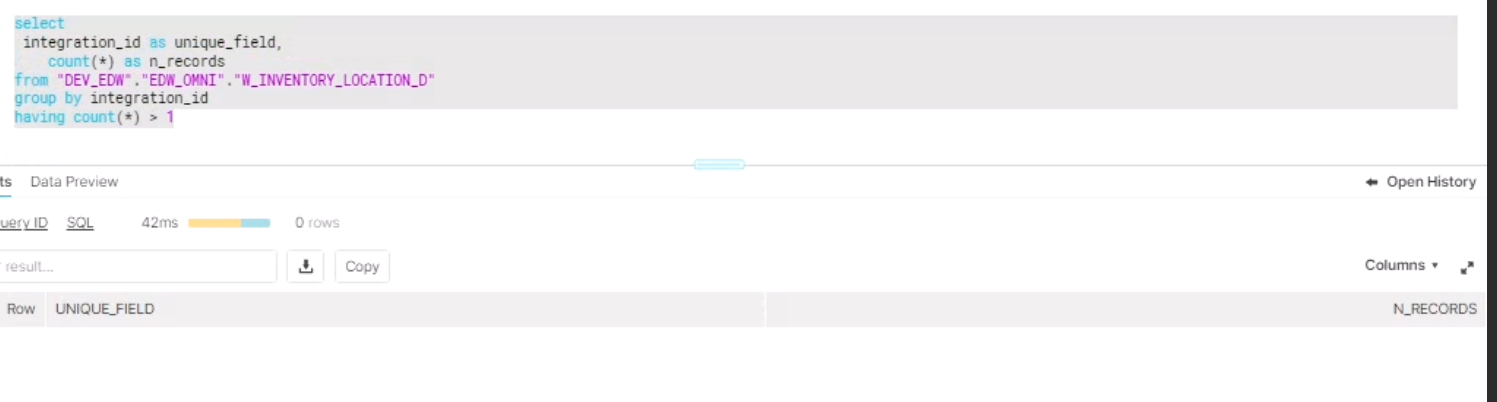 select
integration_id as unique_field,
count(*) as n_records
from "DEV_EDW"."EDW_OMNI"."W_INVENTORY_LOCATION_D"
group by integration_id
having count(*) > 1
ts Data Preview Open History
uery ID SQL 42ms 0 rows
result... Copy Columns
Row UNIQUE_FIELD N_RECORDS